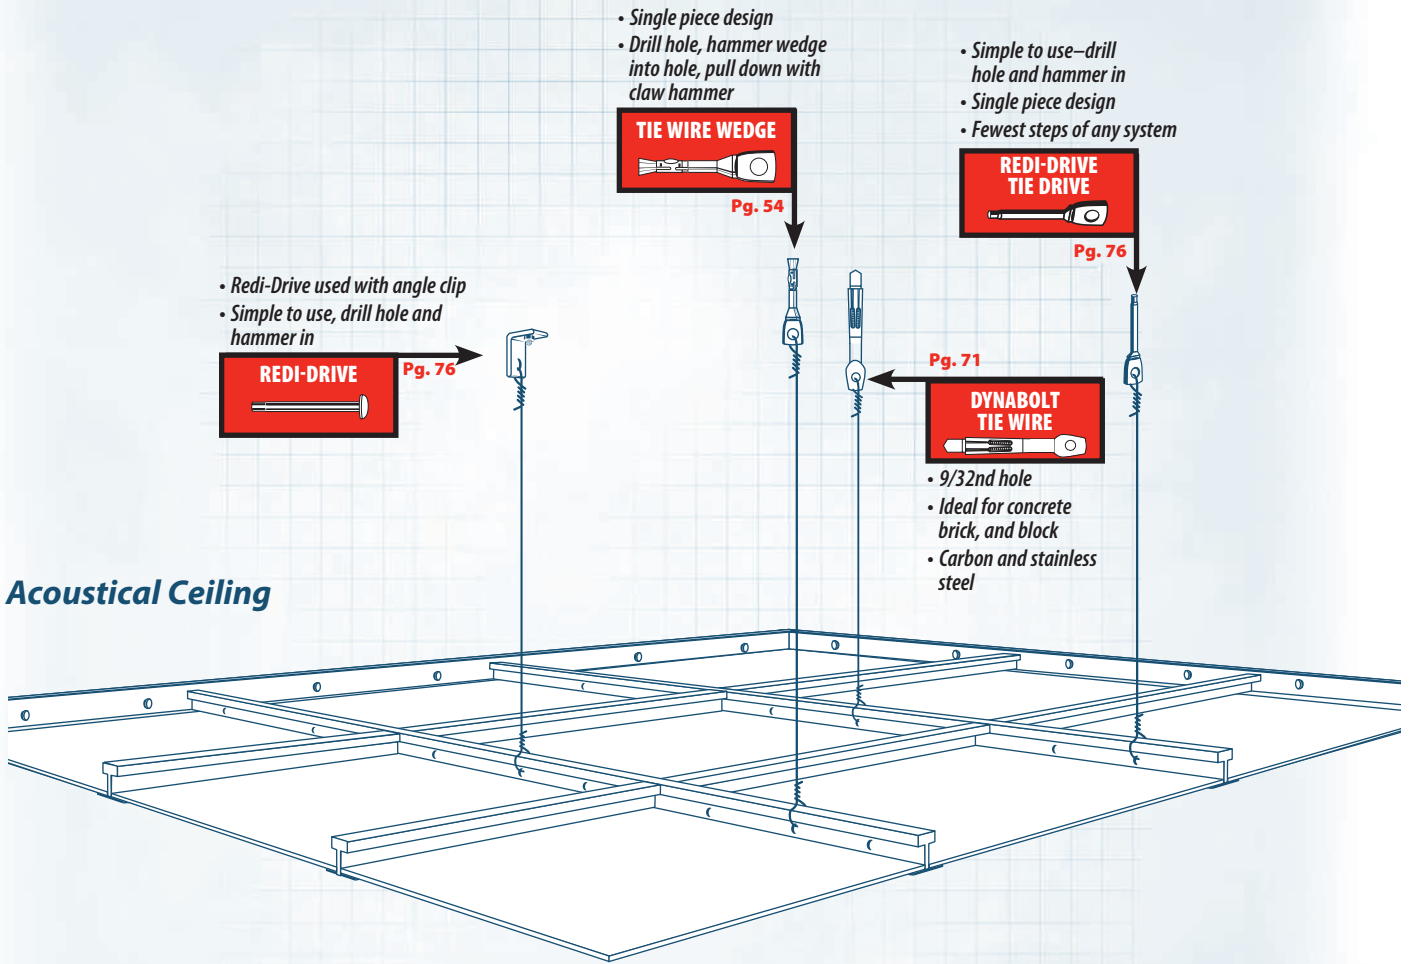 • Single piece design
• Drill hole, hammer wedge
into hole, pull down with
claw hammer
TIE WIRE WEDGE
Pg. 54
• Simple to use–drill
hole and hammer in
• Single piece design
• Fewest steps of any system
REDI-DRIVE
TIE DRIVE
Pg. 76
• Redi-Drive used with angle clip
• Simple to use, drill hole and
hammer in
REDI-DRIVE
Pg. 76
Pg. 71
DYNABOLT
TIE WIRE
• 9/32nd hole
• Ideal for concrete
brick, and block
• Carbon and stainless
steel
Acoustical Ceiling